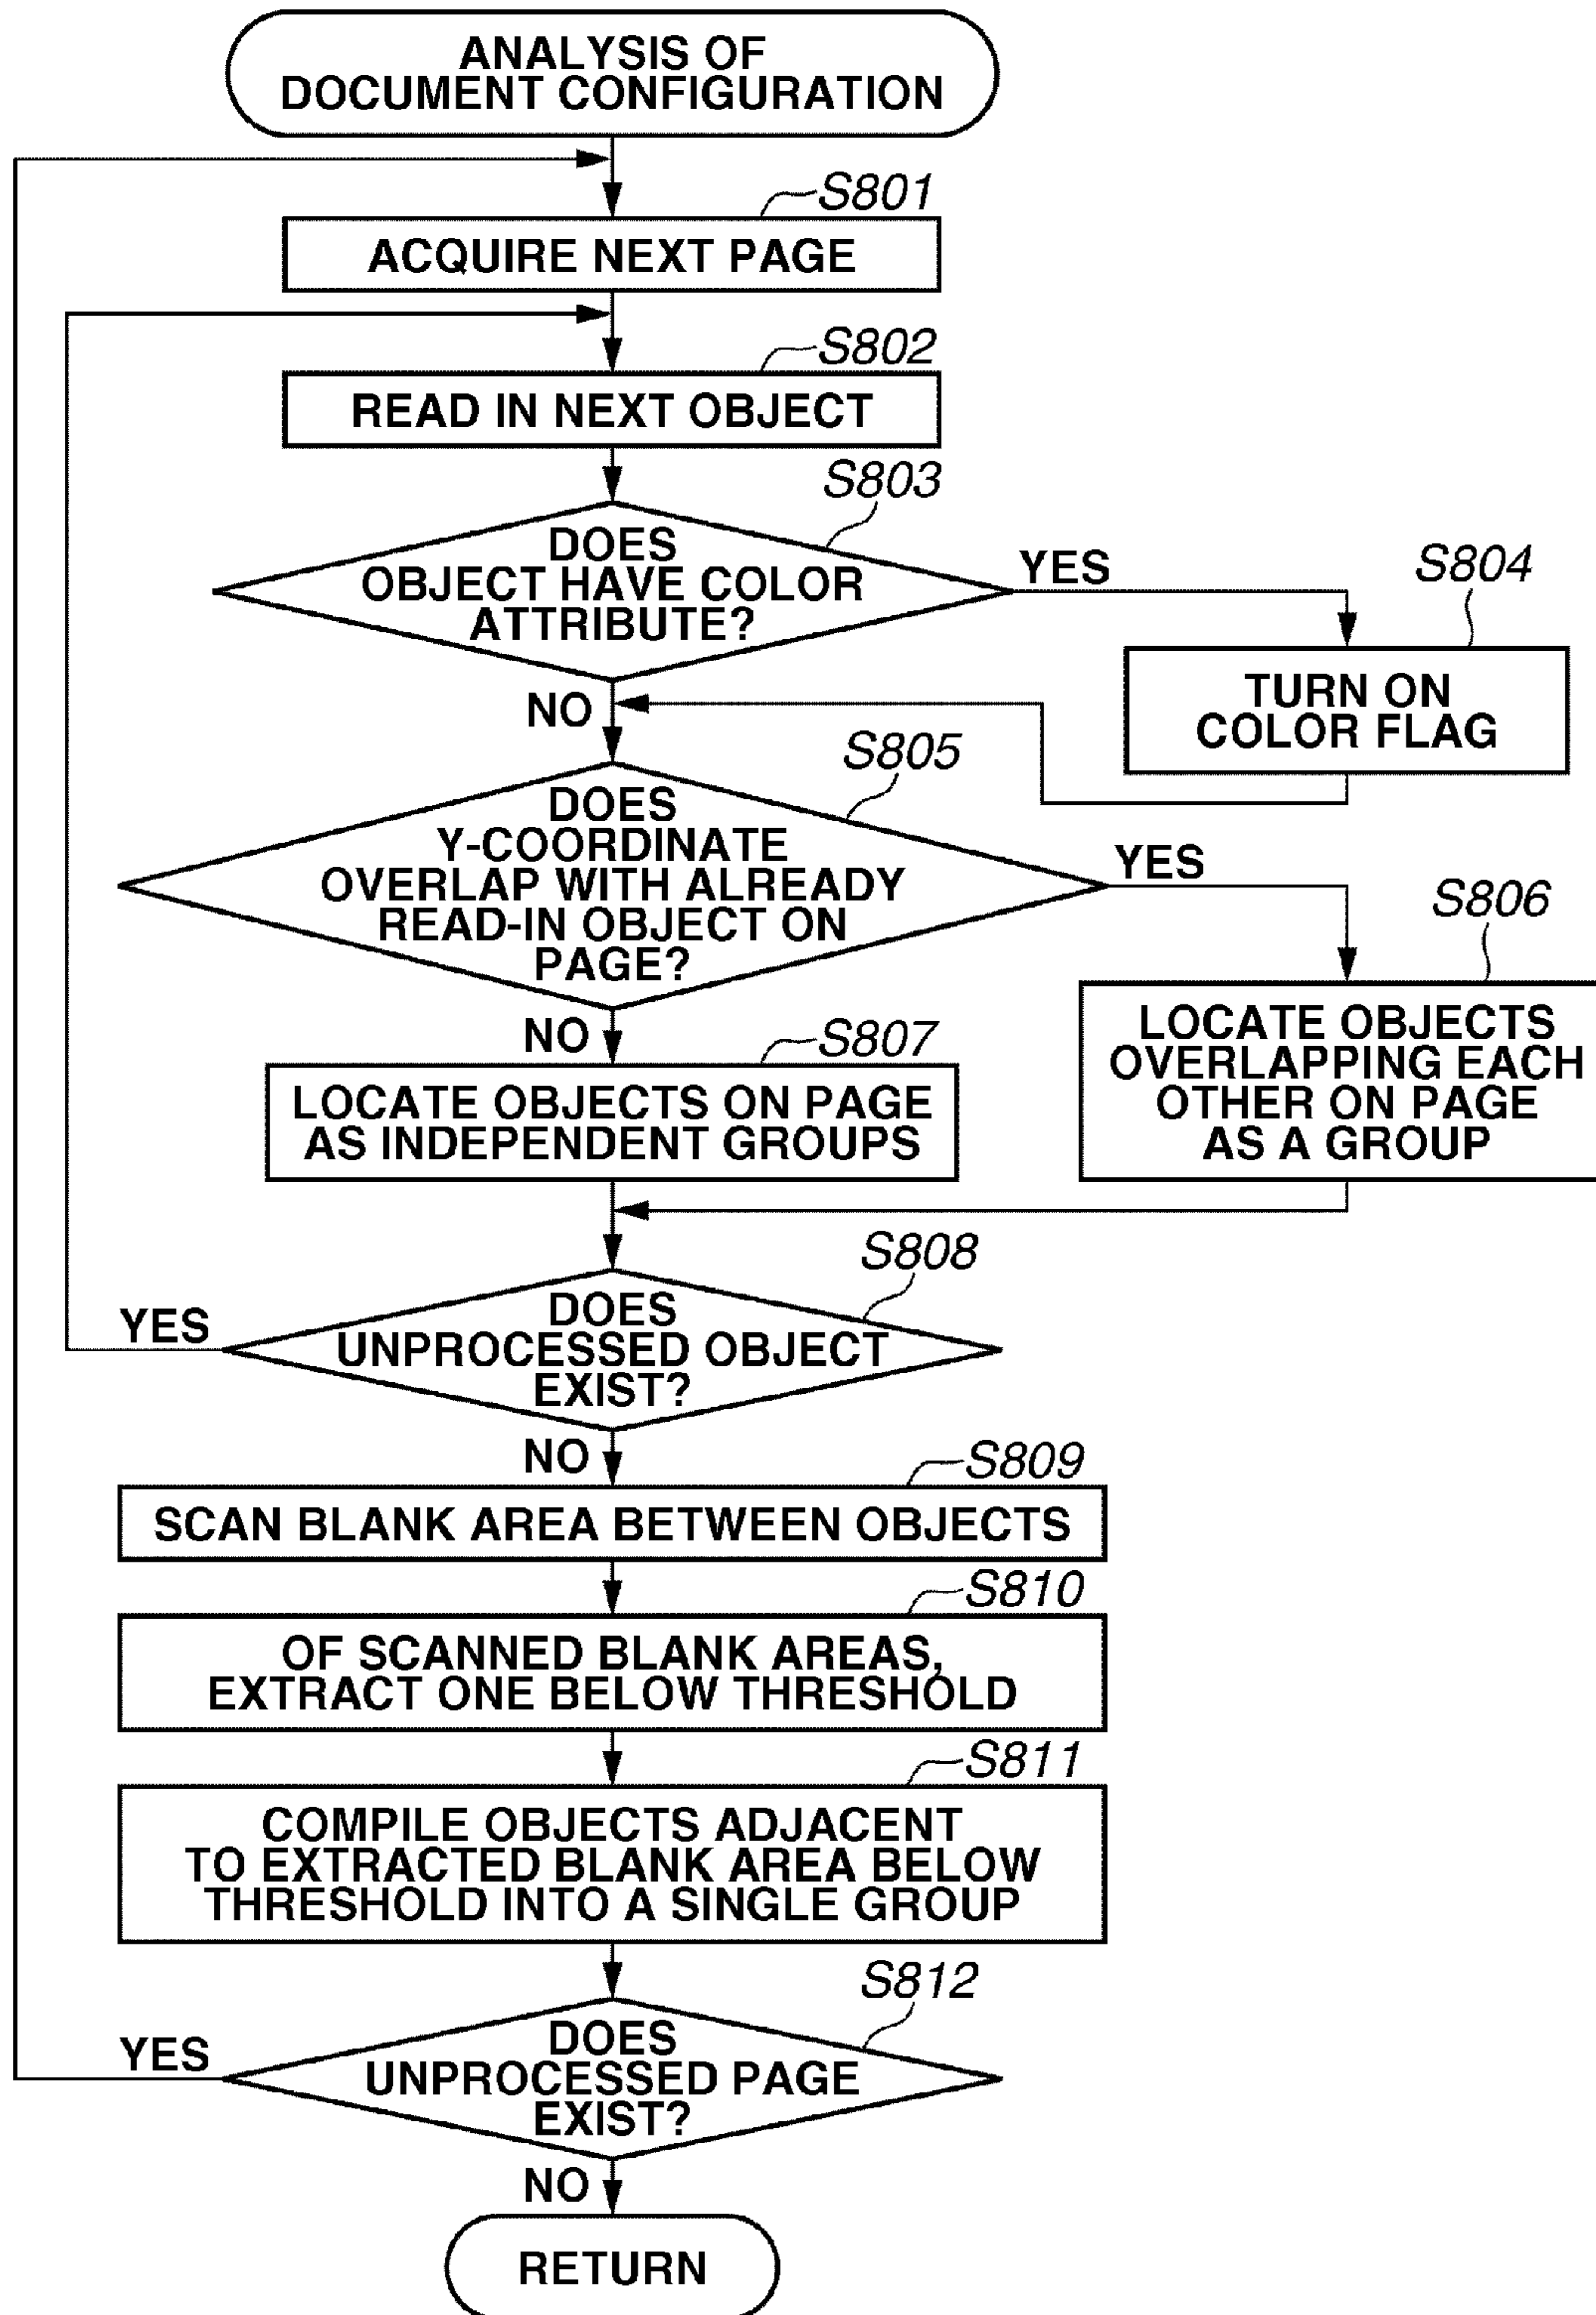 ANALYSIS OF
DOCUMENT CONFIGURATION
S801
ACQUIRE NEXT PAGE
S802
READ IN NEXT OBJECT
S803
DOES
OBJECT HAVE COLOR
ATTRIBUTE?
YES
S804
TURN ON
COLOR FLAG
NO
S805
DOES
Y-COORDINATE
OVERLAP WITH ALREADY
READ-IN OBJECT ON
PAGE?
YES
S806
LOCATE OBJECTS
OVERLAPPING EACH
OTHER ON PAGE
AS A GROUP
NO
S807
LOCATE OBJECTS ON PAGE
AS INDEPENDENT GROUPS
S808
DOES
UNPROCESSED OBJECT
EXIST?
YES
NO
S809
SCAN BLANK AREA BETWEEN OBJECTS
S810
OF SCANNED BLANK AREAS,
EXTRACT ONE BELOW THRESHOLD
S811
COMPILE OBJECTS ADJACENT
TO EXTRACTED BLANK AREA BELOW
THRESHOLD INTO A SINGLE GROUP
S812
DOES
UNPROCESSED PAGE
EXIST?
YES
NO
RETURN